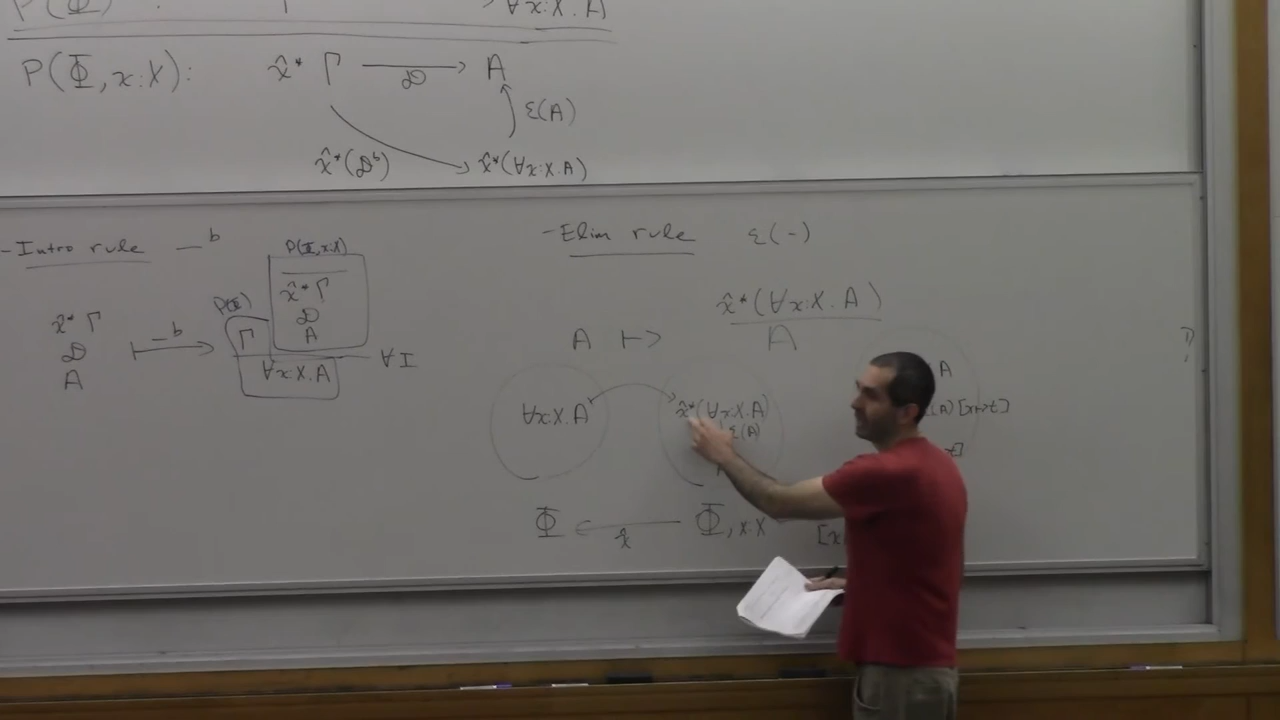 P(Φ) ∀x:X.A
P(Φ, x:X): x̂* Γ ⟶ A
𝒟
ε(A)
x̂*(𝒟♭) x̂*(∀x:X.A)
- Intro rule —♭
P(Φ, x:X)
x̂* Γ
𝒟
A
—♭
P(Φ)
Γ
x̂* Γ
𝒟
A
∀x:X.A
∀I
- Elim rule ε(-)
x̂*(∀x:X.A)
A ↦ A
∀x:X.A
x̂*(∀x:X.A)
ε(A)
A
(A)[x↦t]
Φ ⟵ Φ, x:X
x̂
?